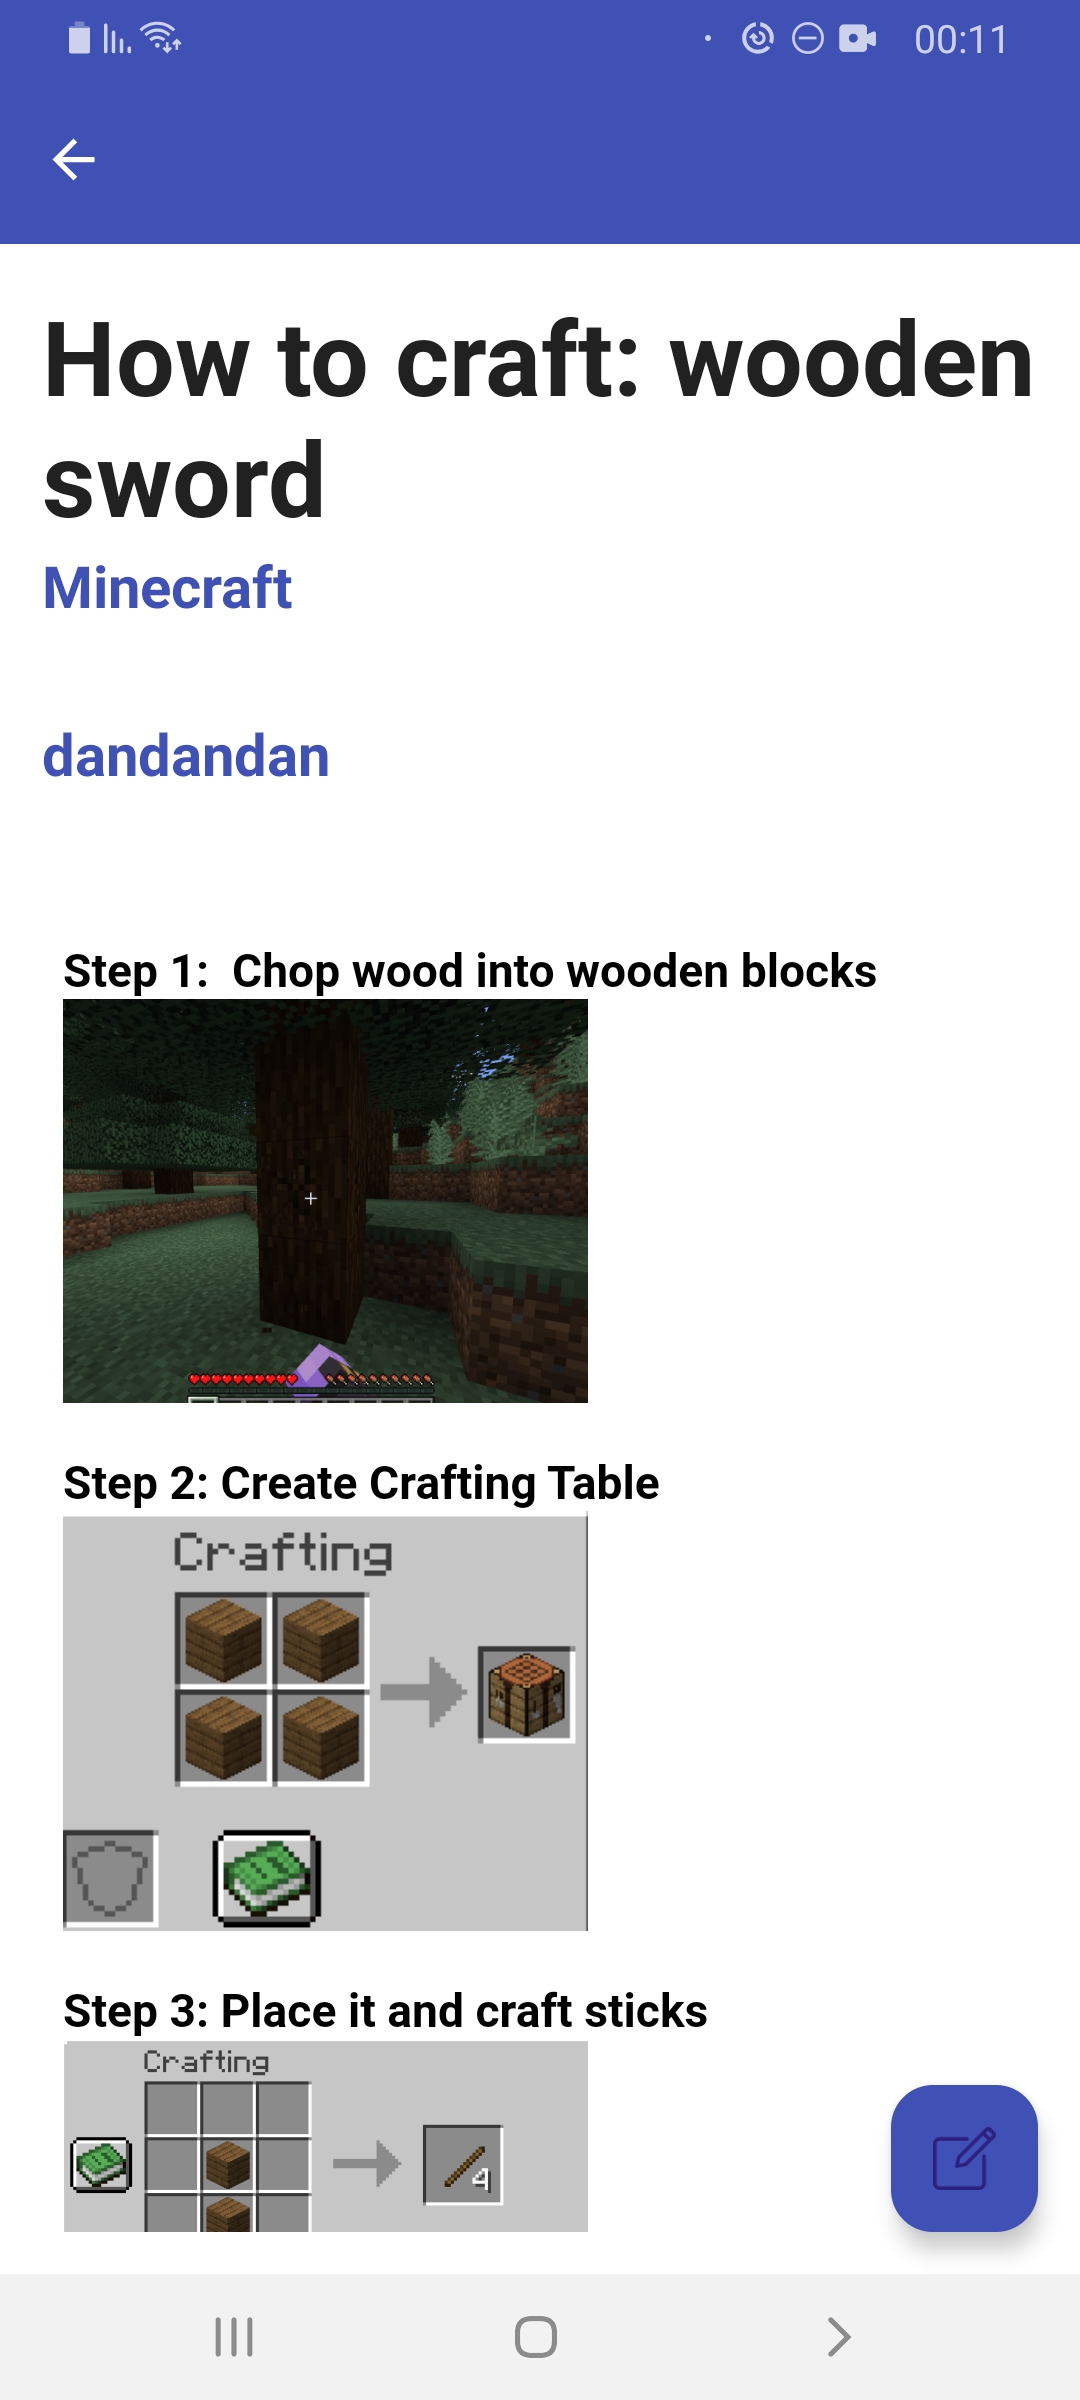 00:11
How to craft: wooden
sword
Minecraft
dandandan
Step 1:  Chop wood into wooden blocks
Step 2: Create Crafting Table
Crafting
Step 3: Place it and craft sticks
Crafting
4